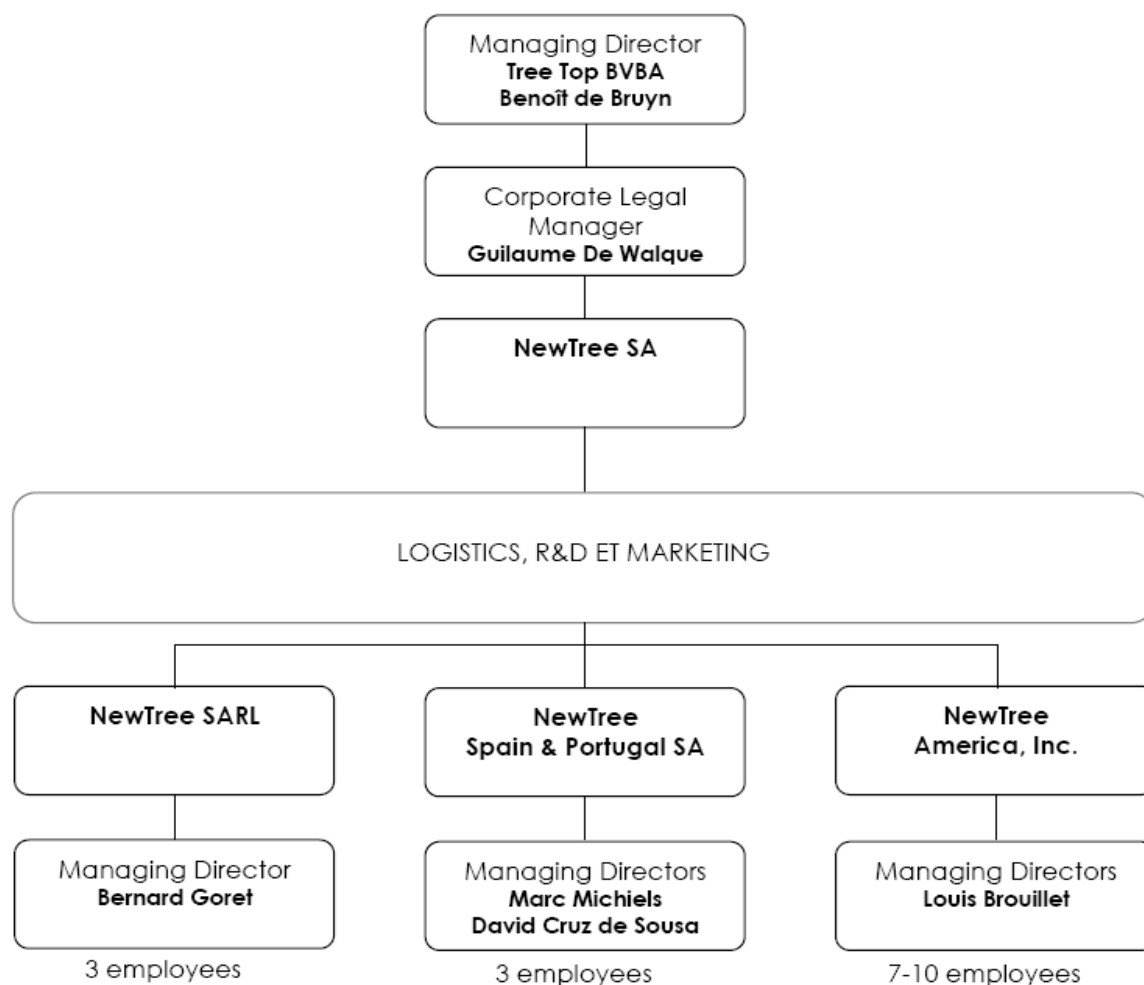 Managing Director
Tree Top BVBA
Benoît de Bruyn
Corporate Legal
Manager
Guilaume De Walque
NewTree SA
LOGISTICS, R&D ET MARKETING
NewTree SARL
NewTree
Spain & Portugal SA
NewTree
America, Inc.
Managing Director
Bernard Goret
Managing Directors
Marc Michiels
David Cruz de Sousa
Managing Directors
Louis Brouillet
3 employees
3 employees
7-10 employees